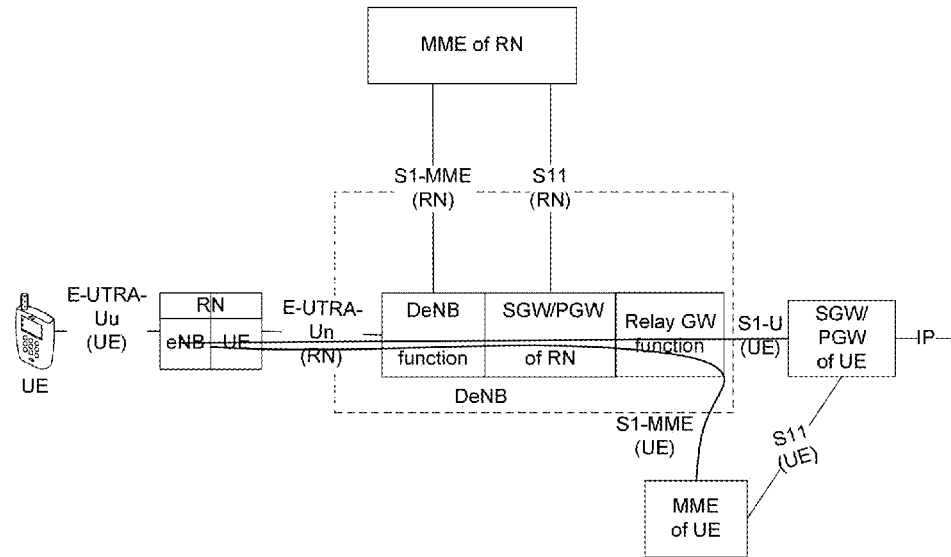 MME of RN
S1-MME
(RN)
S11
(RN)
E-UTRA-
Uu
(UE)
UE
RN
eNB
UE
E-UTRA-
Un
(RN)
DeNB
function
SGW/PGW
of RN
Relay GW
function
DeNB
S1-U
(UE)
SGW/
PGW
of UE
IP
S1-MME
(UE)
S11
(UE)
MME
of UE